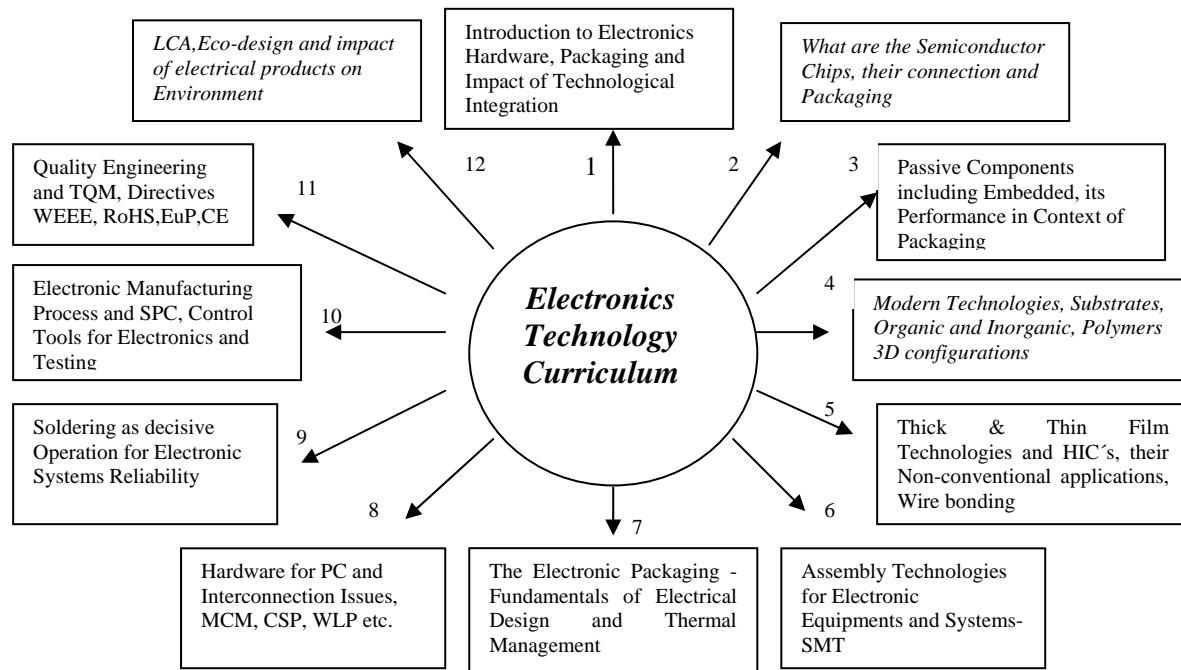 Introduction to Electronics
Hardware, Packaging and
Impact of Technological
Integration
1
What are the Semiconductor
Chips, their connection and
Packaging
2
Passive Components
including Embedded, its
Performance in Context of
Packaging
3
Modern Technologies, Substrates,
Organic and Inorganic, Polymers
3D configurations
4
Thick & Thin Film
Technologies and HIC´s, their
Non-conventional applications,
Wire bonding
5
Assembly Technologies
for Electronic
Equipments and Systems-
SMT
6
The Electronic Packaging -
Fundamentals of Electrical
Design and Thermal
Management
7
Hardware for PC and
Interconnection Issues,
MCM, CSP, WLP etc.
8
Soldering as decisive
Operation for Electronic
Systems Reliability
9
Electronic Manufacturing
Process and SPC, Control
Tools for Electronics and
Testing
10
Quality Engineering
and TQM, Directives
WEEE, RoHS,EuP,CE
11
LCA,Eco-design and impact
of electrical products on
Environment
12
Electronics
Technology
Curriculum